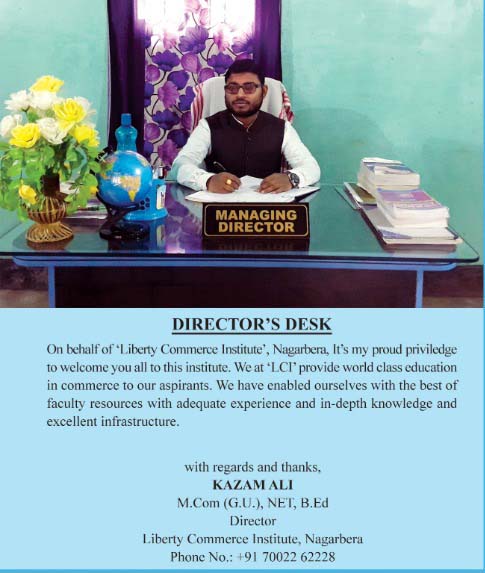 MANAGING
DIRECTOR
DIRECTOR'S DESK
On behalf of ‘Liberty Commerce Institute’, Nagarbera, It’s my proud priviledge
to welcome you all to this institute. We at ‘LCI’ provide world class education
in commerce to our aspirants. We have enabled ourselves with the best of
faculty resources with adequate experience and in-depth knowledge and
excellent infrastructure.
with regards and thanks,
KAZAM ALI
M.Com (G.U.), NET, B.Ed
Director
Liberty Commerce Institute, Nagarbera
Phone No.: +91 70022 62228